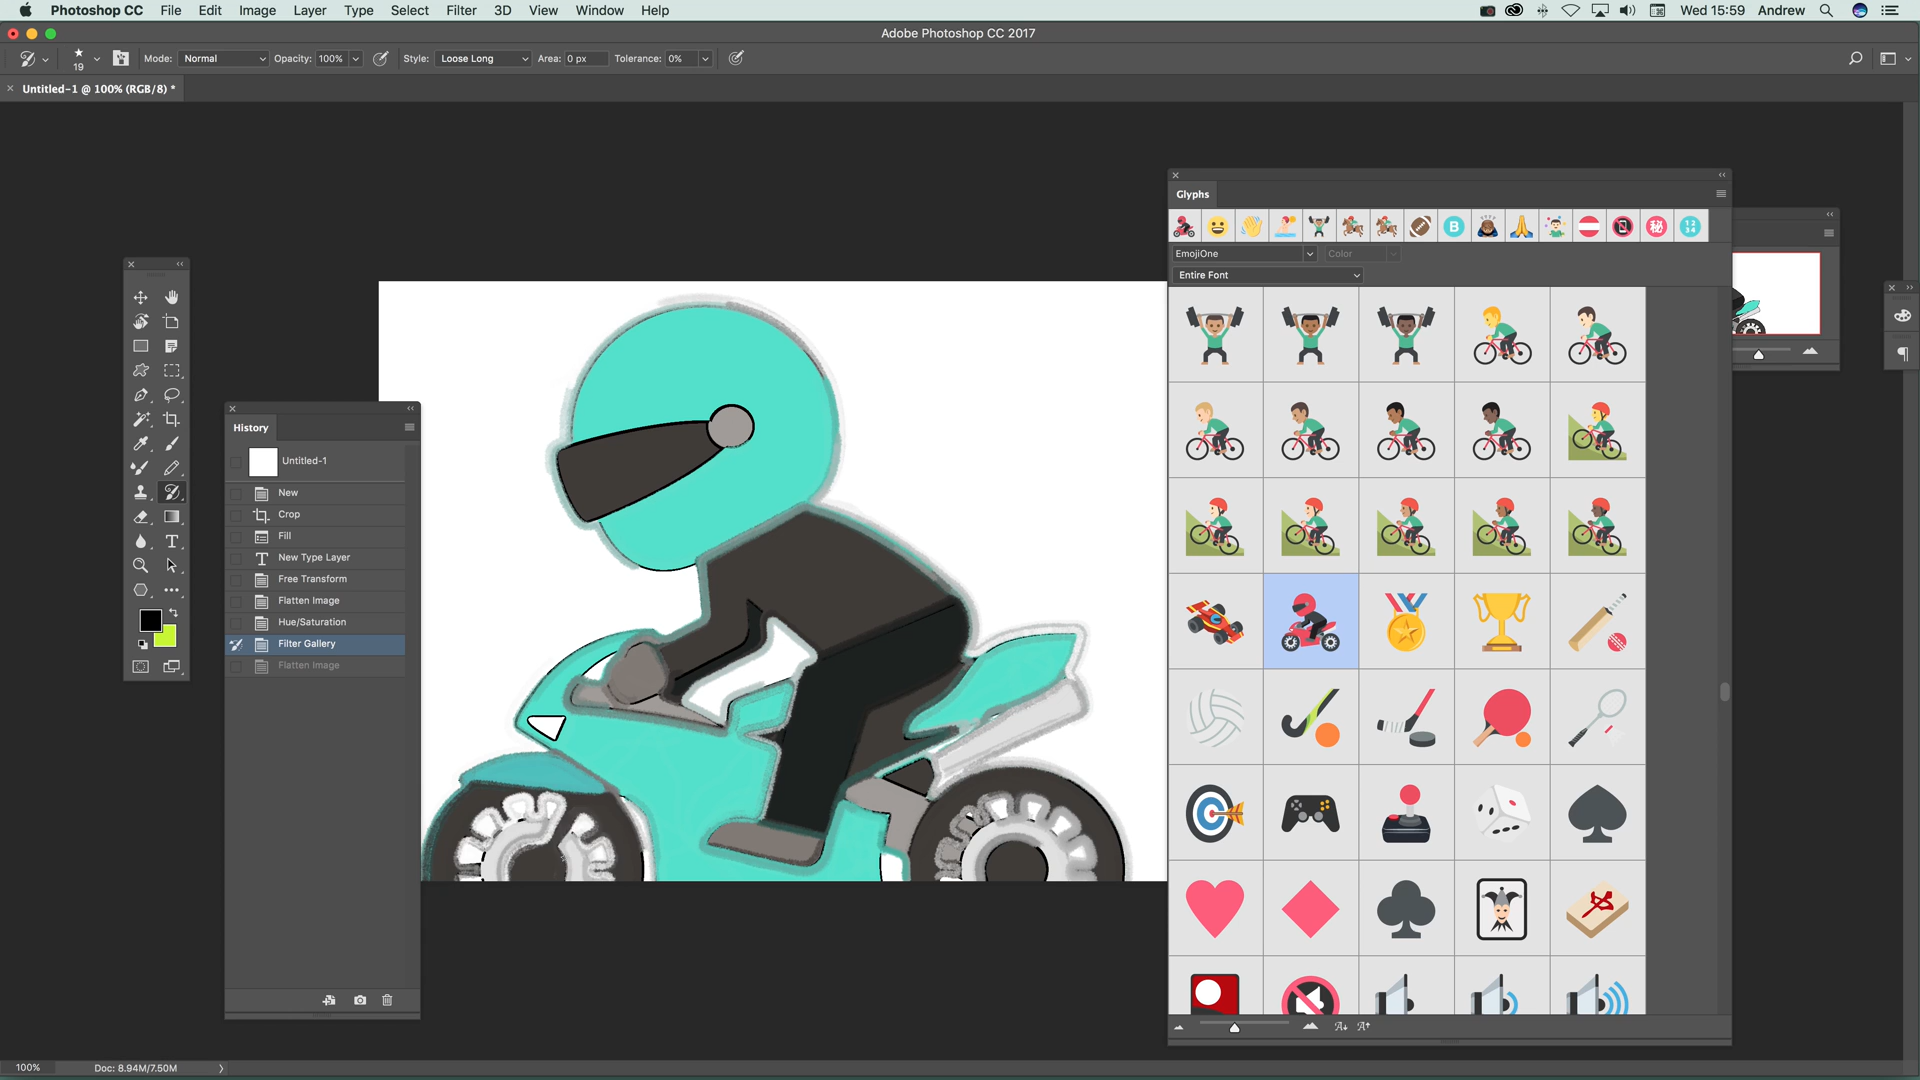 Photoshop CC File Edit Image Layer Type Select Filter 3D View Window Help Wed 15:59 Andrew
Adobe Photoshop CC 2017
19 Mode: Normal Opacity: 100% Style: Loose Long Area: 0 px Tolerance: 0%
Untitled-1 @ 100% (RGB/8) *
Glyphs
B 秘 12 34
EmojiOne Color
Entire Font
History
Untitled-1
New
Crop
Fill
New Type Layer
Free Transform
Flatten Image
Hue/Saturation
Filter Gallery
Flatten Image
100% Doc: 8.94M/7.50M